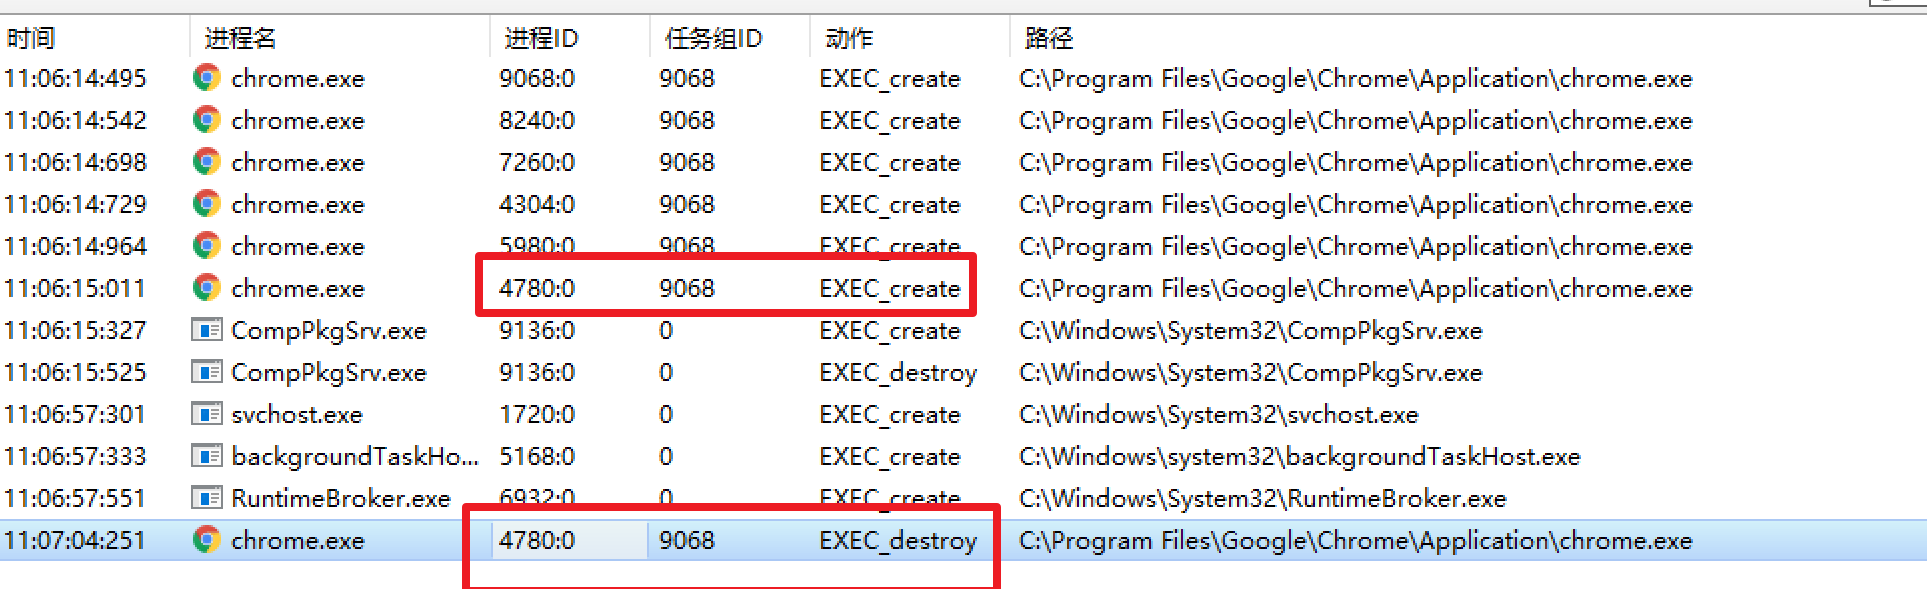 时间 进程名 进程ID 任务组ID 动作 路径
11:06:14:495 chrome.exe 9068:0 9068 EXEC_create C:\Program Files\Google\Chrome\Application\chrome.exe
11:06:14:542 chrome.exe 8240:0 9068 EXEC_create C:\Program Files\Google\Chrome\Application\chrome.exe
11:06:14:698 chrome.exe 7260:0 9068 EXEC_create C:\Program Files\Google\Chrome\Application\chrome.exe
11:06:14:729 chrome.exe 4304:0 9068 EXEC_create C:\Program Files\Google\Chrome\Application\chrome.exe
11:06:14:964 chrome.exe 5980:0 9068 EXEC_create C:\Program Files\Google\Chrome\Application\chrome.exe
11:06:15:011 chrome.exe 4780:0 9068 EXEC_create C:\Program Files\Google\Chrome\Application\chrome.exe
11:06:15:327 CompPkgSrv.exe 9136:0 0 EXEC_create C:\Windows\System32\CompPkgSrv.exe
11:06:15:525 CompPkgSrv.exe 9136:0 0 EXEC_destroy C:\Windows\System32\CompPkgSrv.exe
11:06:57:301 svchost.exe 1720:0 0 EXEC_create C:\Windows\System32\svchost.exe
11:06:57:333 backgroundTaskHo... 5168:0 0 EXEC_create C:\Windows\system32\backgroundTaskHost.exe
11:06:57:551 RuntimeBroker.exe 6932:0 0 EXEC_create C:\Windows\System32\RuntimeBroker.exe
11:07:04:251 chrome.exe 4780:0 9068 EXEC_destroy C:\Program Files\Google\Chrome\Application\chrome.exe